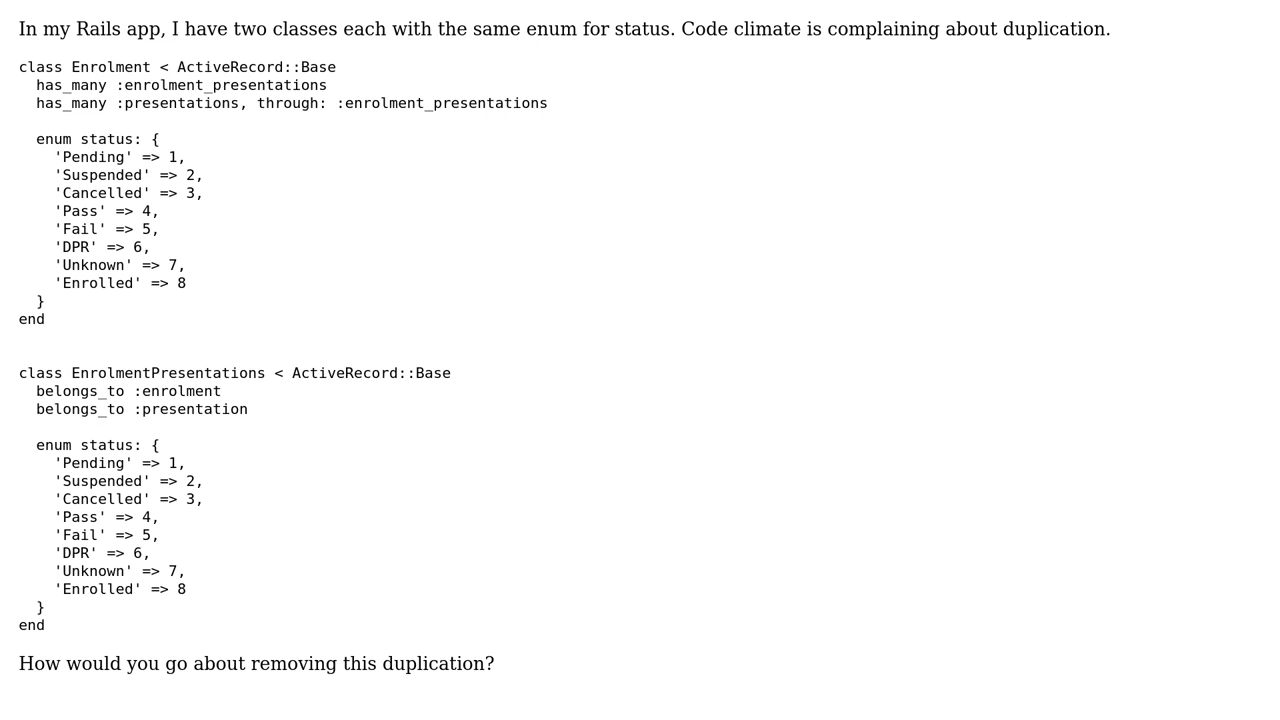 In my Rails app, I have two classes each with the same enum for status. Code climate is complaining about duplication.
class Enrolment < ActiveRecord::Base
  has_many :enrolment_presentations
  has_many :presentations, through: :enrolment_presentations

  enum status: {
    'Pending' => 1,
    'Suspended' => 2,
    'Cancelled' => 3,
    'Pass' => 4,
    'Fail' => 5,
    'DPR' => 6,
    'Unknown' => 7,
    'Enrolled' => 8
  }
end


class EnrolmentPresentations < ActiveRecord::Base
  belongs_to :enrolment
  belongs_to :presentation

  enum status: {
    'Pending' => 1,
    'Suspended' => 2,
    'Cancelled' => 3,
    'Pass' => 4,
    'Fail' => 5,
    'DPR' => 6,
    'Unknown' => 7,
    'Enrolled' => 8
  }
end
How would you go about removing this duplication?